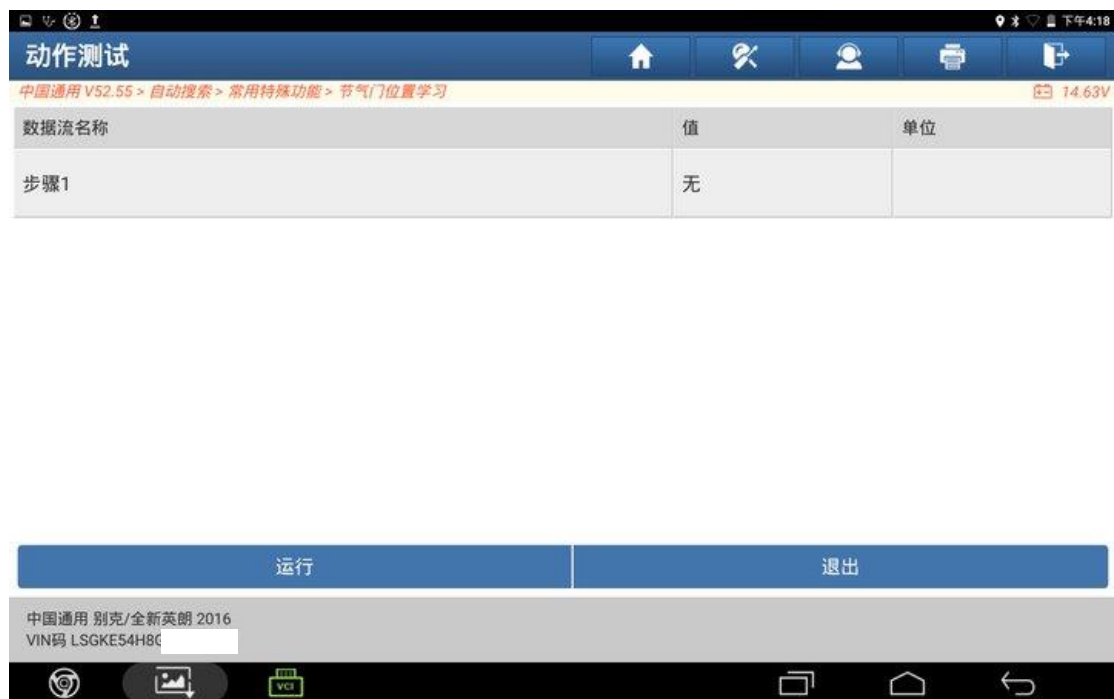 下午4:18
动作测试
中国通用 V52.55 > 自动搜索 > 常用特殊功能 > 节气门位置学习 14.63V
数据流名称 值 单位
步骤1 无
运行 退出
中国通用 别克/全新英朗 2016
VIN码 LSGKE54H8G
VCI